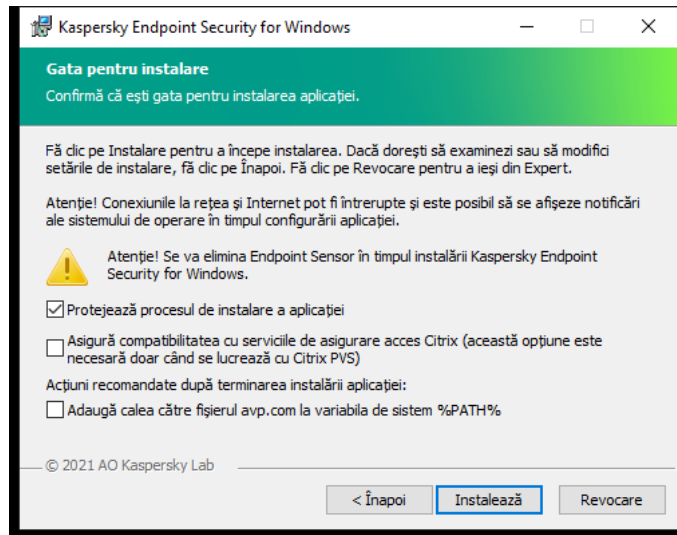 Kaspersky Endpoint Security for Windows
Gata pentru instalare
Confirmă că ești gata pentru instalarea aplicației.
Fă clic pe Instalare pentru a începe instalarea. Dacă dorești să examinezi sau să modifici
setările de instalare, fă clic pe Înapoi. Fă clic pe Revocare pentru a ieși din Expert.
Atenție! Conexiunile la rețea și Internet pot fi întrerupte și este posibil să se afișeze notificări
ale sistemului de operare în timpul configurării aplicației.
Atenție! Se va elimina Endpoint Sensor în timpul instalării Kaspersky Endpoint
Security for Windows.
Protejează procesul de instalare a aplicației
Asigură compatibilitatea cu serviciile de asigurare acces Citrix (această opțiune este
necesară doar când se lucrează cu Citrix PVS)
Acțiuni recomandate după terminarea instalării aplicației:
Adaugă calea către fișierul avp.com la variabila de sistem %PATH%
© 2021 AO Kaspersky Lab
< Înapoi Instalează Revocare